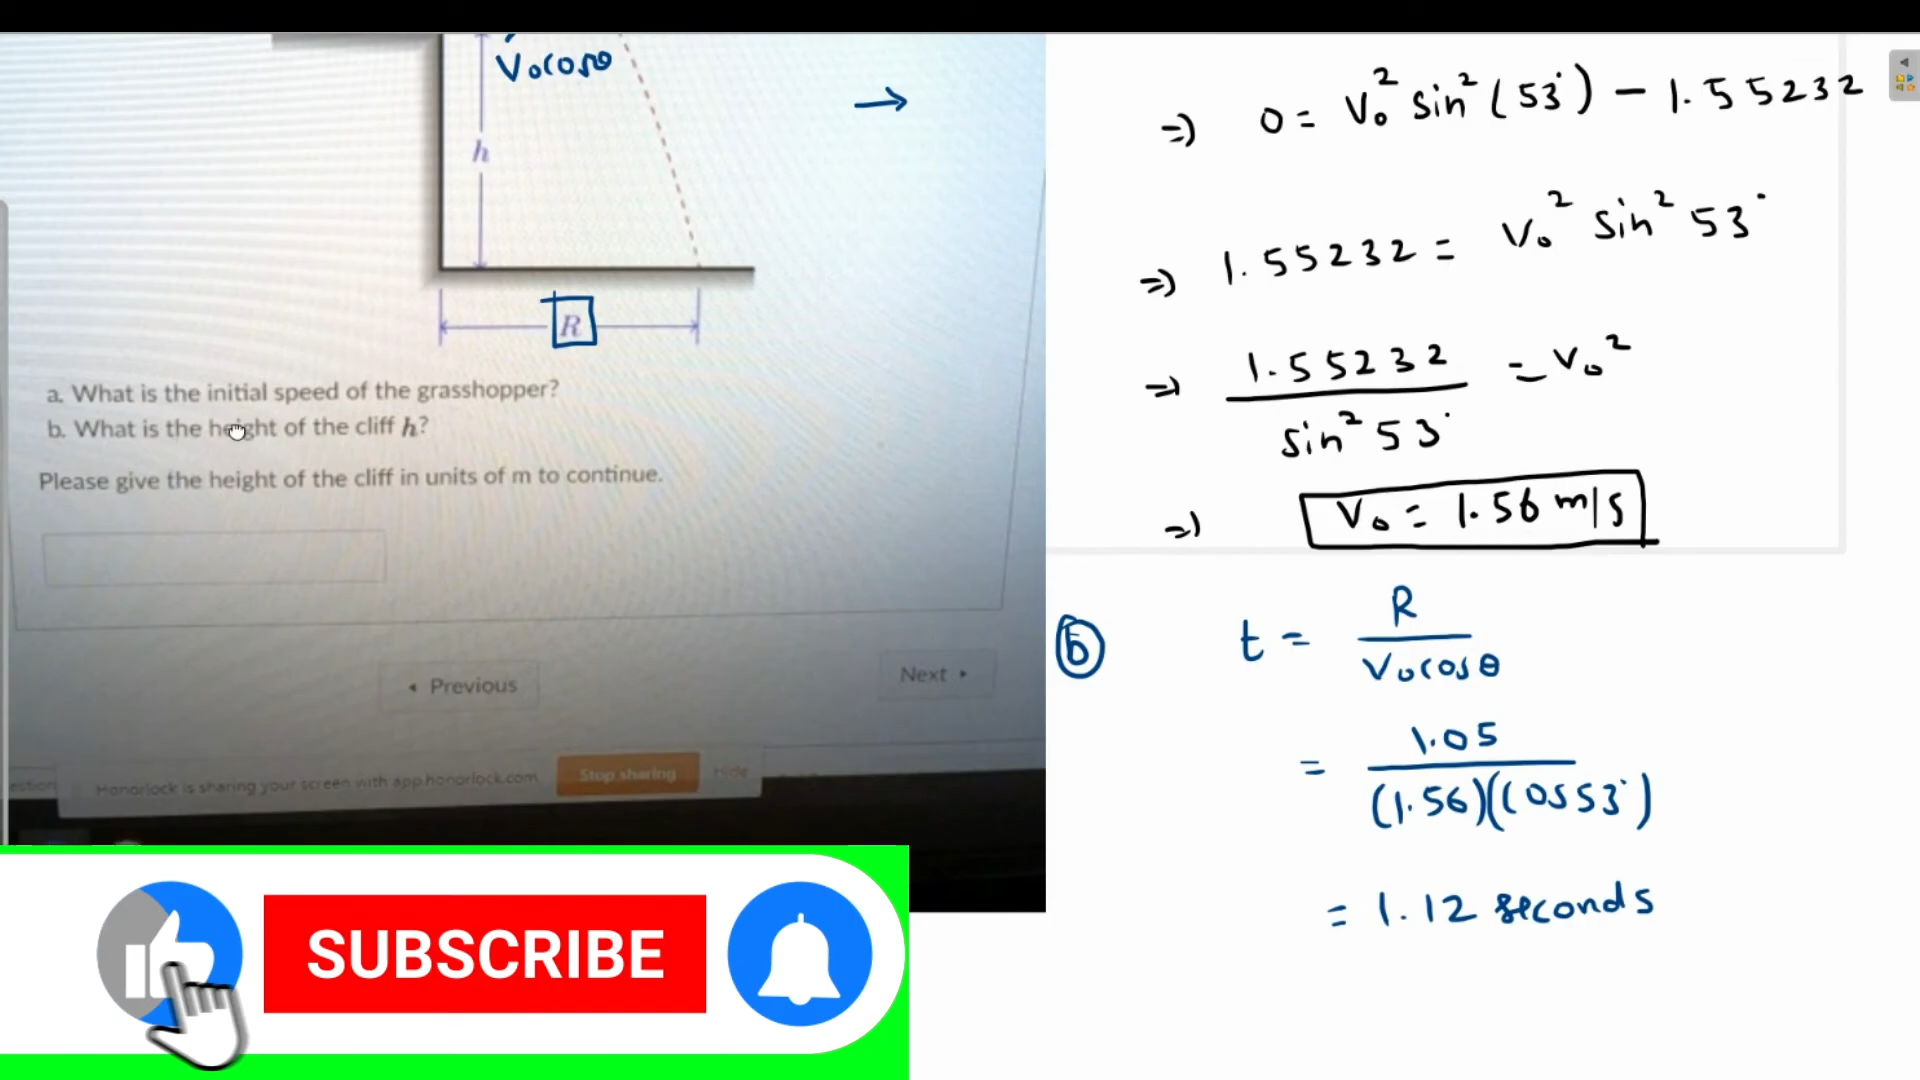 V₀cosθ
h
R
a. What is the initial speed of the grasshopper?
b. What is the height of the cliff h?
Please give the height of the cliff in units of m to continue.
◂ Previous
Next ▸
estion
Honorlock is sharing your screen with app.honorlock.com
Stop sharing
Hide
SUBSCRIBE
=) 0 = V₀² sin² (53°) − 1.55232
=) 1.55232 = V₀² sin² 53°
=) 1.55232 / sin² 53° = V₀²
=) V₀ = 1.56 m/s
b t = R / V₀cosθ
= 1.05 / (1.56)(cos53°)
= 1.12 seconds